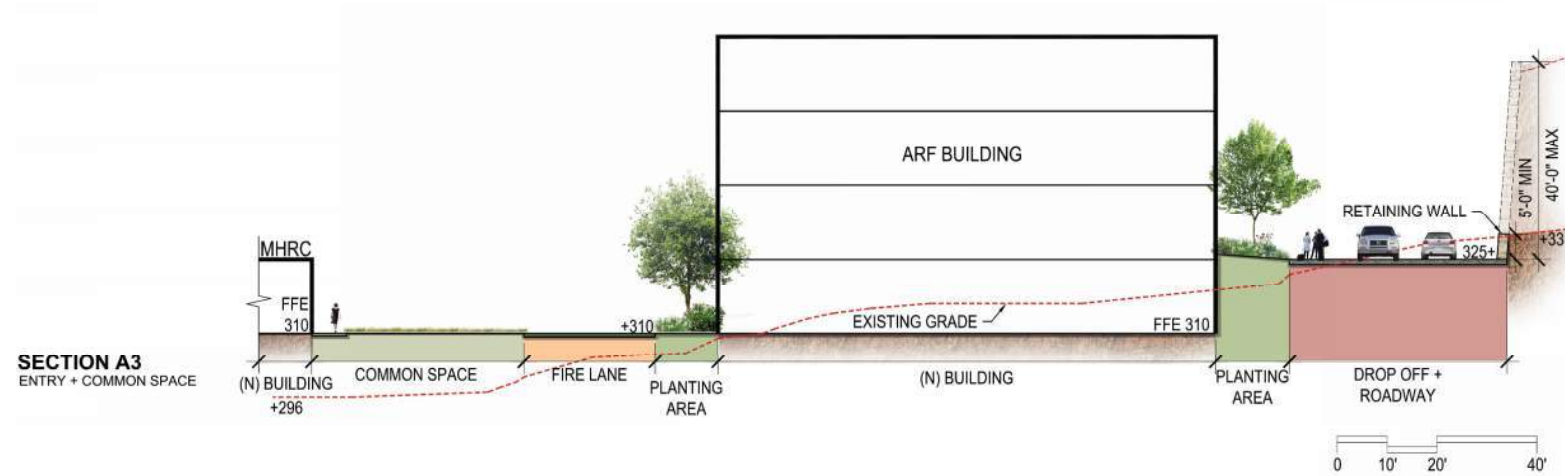 ARF BUILDING
5'-0" MIN
40'-0" MAX
RETAINING WALL
MHRC
325+
+33
FFE
310
+310
EXISTING GRADE
FFE 310
SECTION A3
ENTRY + COMMON SPACE
(N) BUILDING
+296
COMMON SPACE
FIRE LANE
PLANTING
AREA
(N) BUILDING
PLANTING
AREA
DROP OFF +
ROADWAY
0 10' 20' 40'